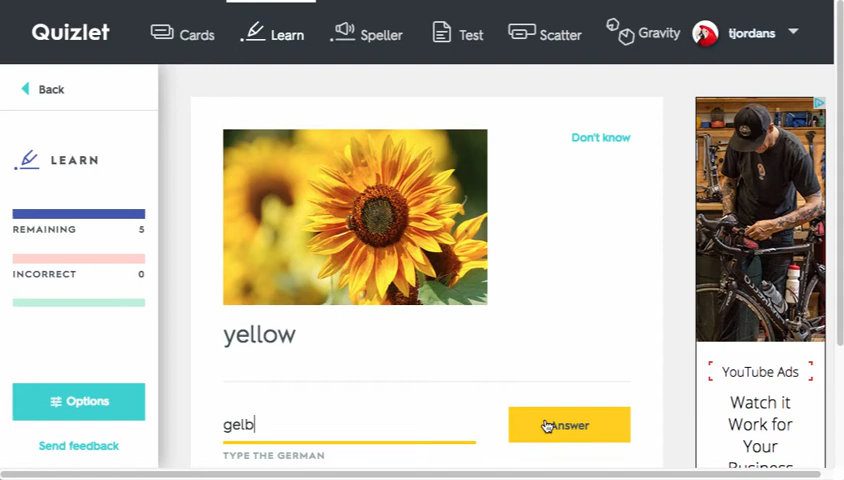 Quizlet
Cards
Learn
Speller
Test
Scatter
Gravity
tjordans
Back
LEARN
REMAINING 5
INCORRECT 0
Options
Send feedback
Don't know
yellow
gelb
Answer
TYPE THE GERMAN
YouTube Ads
Watch it
Work for
Your
Business